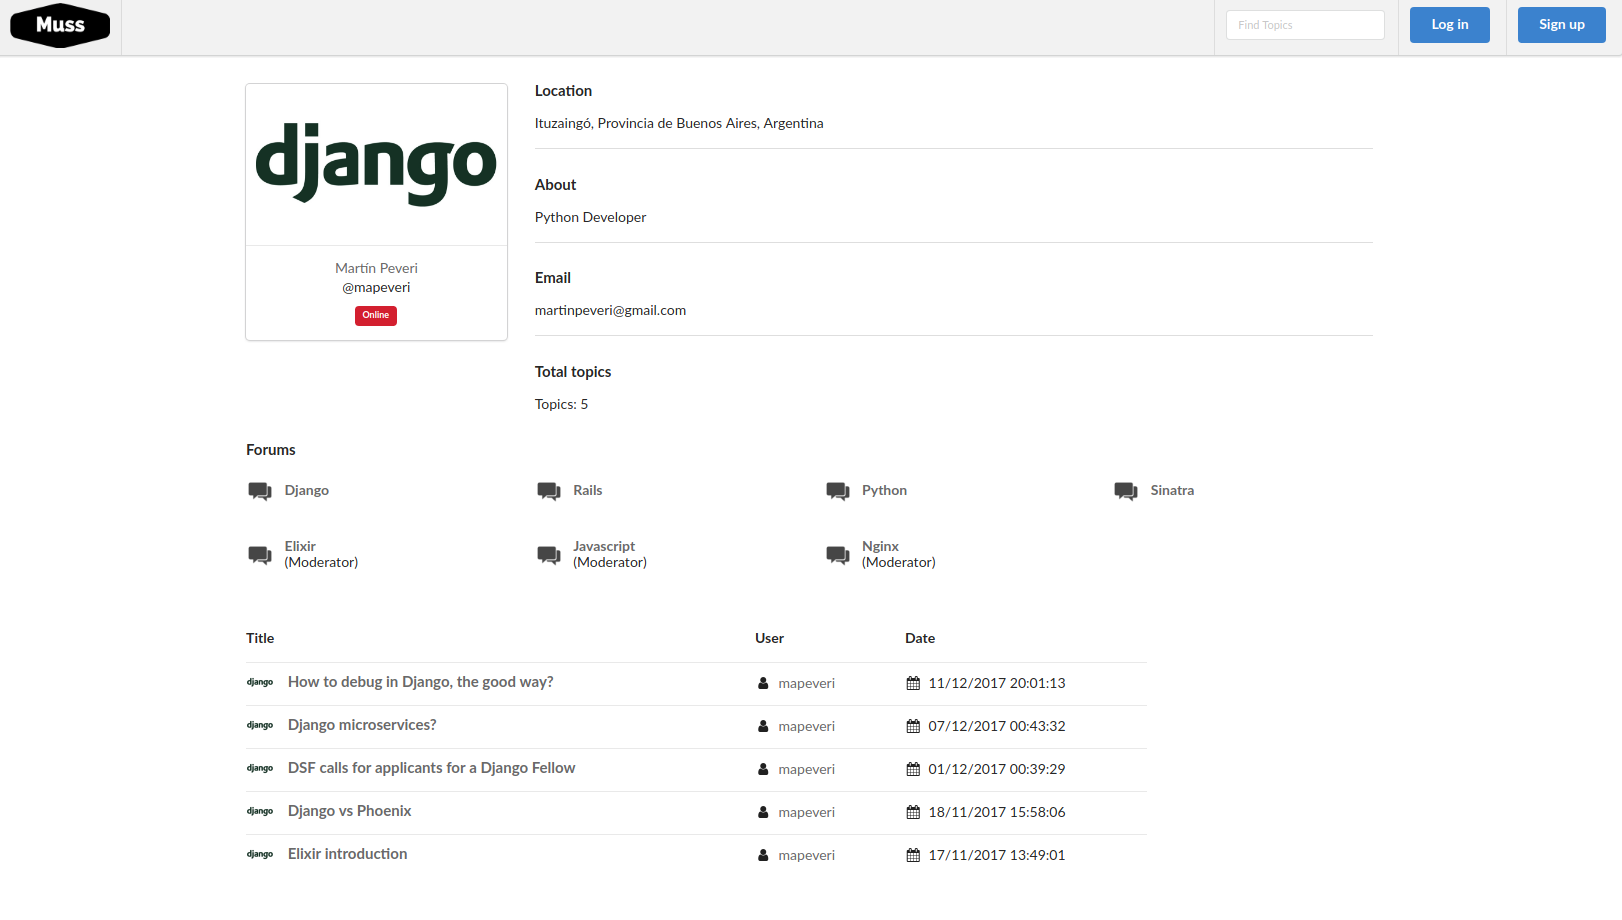 Muss
Find Topics
Log in
Sign up
django
Martín Peveri
@mapeveri
Online
Location
Ituzaingó, Provincia de Buenos Aires, Argentina
About
Python Developer
Email
martinpeveri@gmail.com
Total topics
Topics: 5
Forums
Django
Rails
Python
Sinatra
Elixir
(Moderator)
Javascript
(Moderator)
Nginx
(Moderator)
Title User Date
django How to debug in Django, the good way? mapeveri 11/12/2017 20:01:13
django Django microservices? mapeveri 07/12/2017 00:43:32
django DSF calls for applicants for a Django Fellow mapeveri 01/12/2017 00:39:29
django Django vs Phoenix mapeveri 18/11/2017 15:58:06
django Elixir introduction mapeveri 17/11/2017 13:49:01